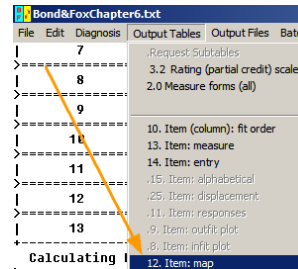 Bond&FoxChapter6.txt
File Edit Diagnosis Output Tables Output Files Bat
.Request Subtables
3.2 Rating (partial credit) scale
2.0 Measure forms (all)
10. Item (column): fit order
13. Item: measure
14. Item: entry
.15. Item: alphabetical
.25. Item: displacement
.11. Item: responses
.9. Item: outfit plot
.8. Item: infit plot
12. Item: map
| 7
>=====
| 8
>=====
| 9
>=====
| 10
>=====
| 11
>=====
| 12
>=====
| 13
Calculating